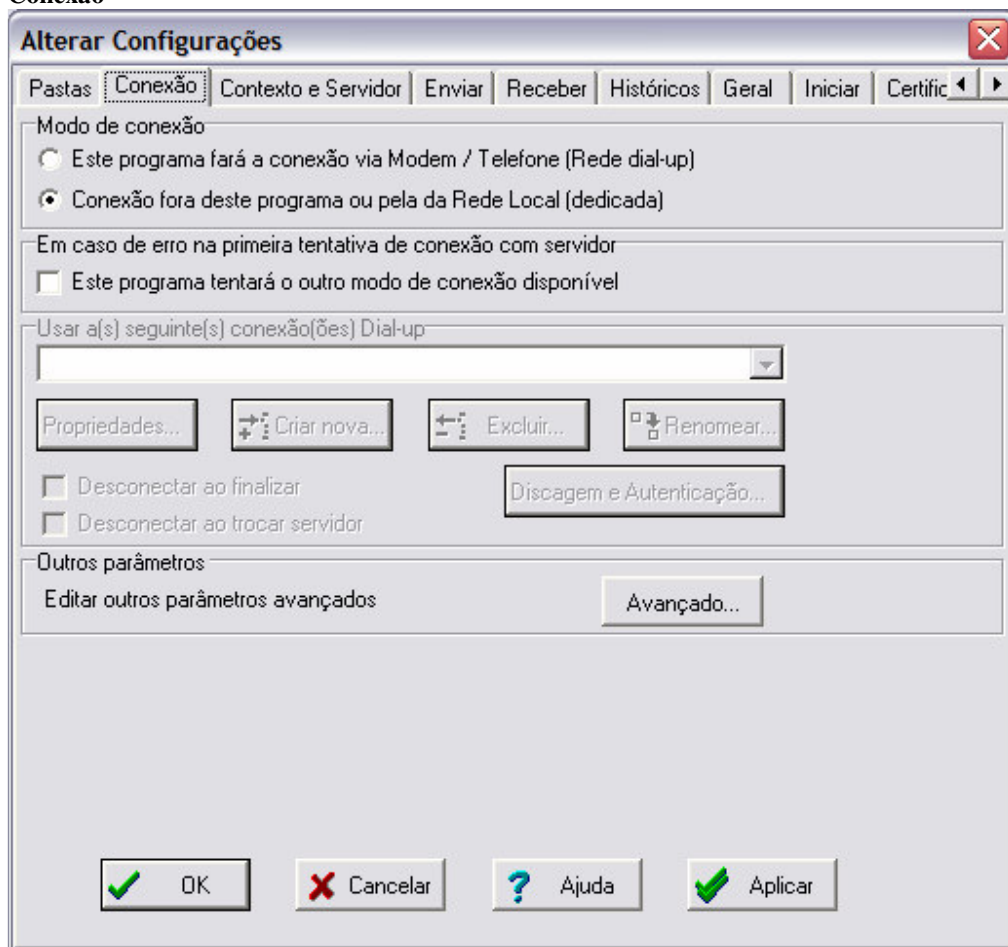 Conexão
Alterar Configurações
Pastas Conexão Contexto e Servidor Enviar Receber Históricos Geral Iniciar Certific
Modo de conexão
Este programa fará a conexão via Modem / Telefone (Rede dial-up)
Conexão fora deste programa ou pela da Rede Local (dedicada)
Em caso de erro na primeira tentativa de conexão com servidor
Este programa tentará o outro modo de conexão disponível
Usar a(s) seguinte(s) conexão(ões) Dial-up
Propriedades... Criar nova... Excluir... Renomear...
Desconectar ao finalizar
Discagem e Autenticação...
Desconectar ao trocar servidor
Outros parâmetros
Editar outros parâmetros avançados Avançado...
OK Cancelar Ajuda Aplicar